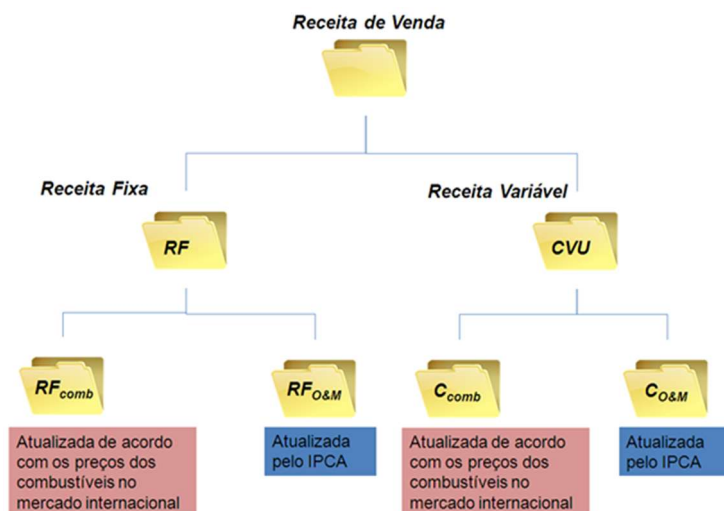 Receita de Venda
Receita Fixa
Receita Variável
RF
CVU
RFcomb
RFO&M
Ccomb
CO&M
Atualizada de acordo
com os preços dos
combustíveis no
mercado internacional
Atualizada
pelo IPCA
Atualizada de acordo
com os preços dos
combustíveis no
mercado internacional
Atualizada
pelo IPCA